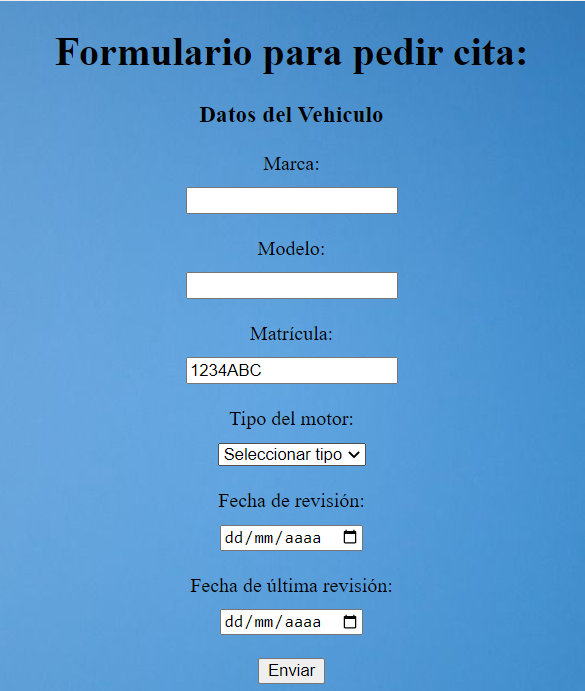 Formulario para pedir cita:
Datos del Vehiculo
Marca:
Modelo:
Matrícula:
1234ABC
Tipo del motor:
Seleccionar tipo
Fecha de revisión:
dd/mm/aaaa
Fecha de última revisión:
dd/mm/aaaa
Enviar